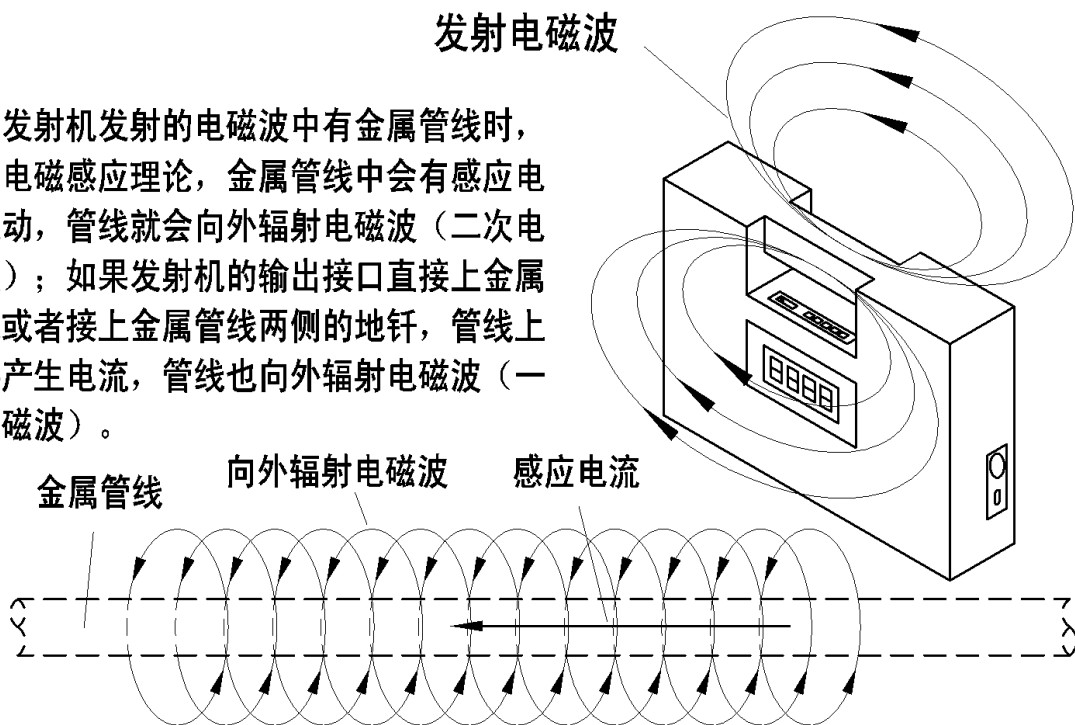 发射电磁波
发射机发射的电磁波中有金属管线时，
电磁感应理论，金属管线中会有感应电
动，管线就会向外辐射电磁波（二次电
）；如果发射机的输出接口直接上金属
或者接上金属管线两侧的地钎，管线上
产生电流，管线也向外辐射电磁波（一
磁波）。
向外辐射电磁波
感应电流
金属管线
8888